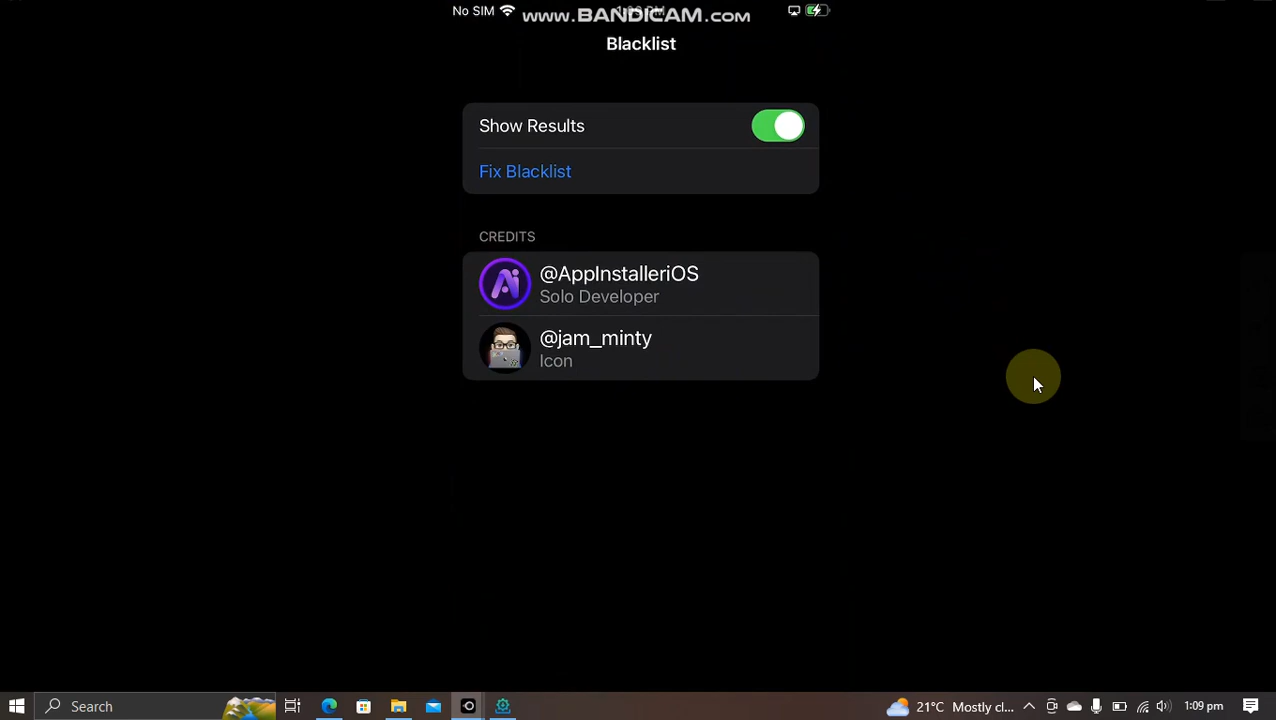 No SIM
www.BANDICAM.com
Blacklist
Show Results
Fix Blacklist
CREDITS
@AppInstalleriOS
Solo Developer
@jam_minty
Icon
Search
21°C Mostly cl...
1:09 pm